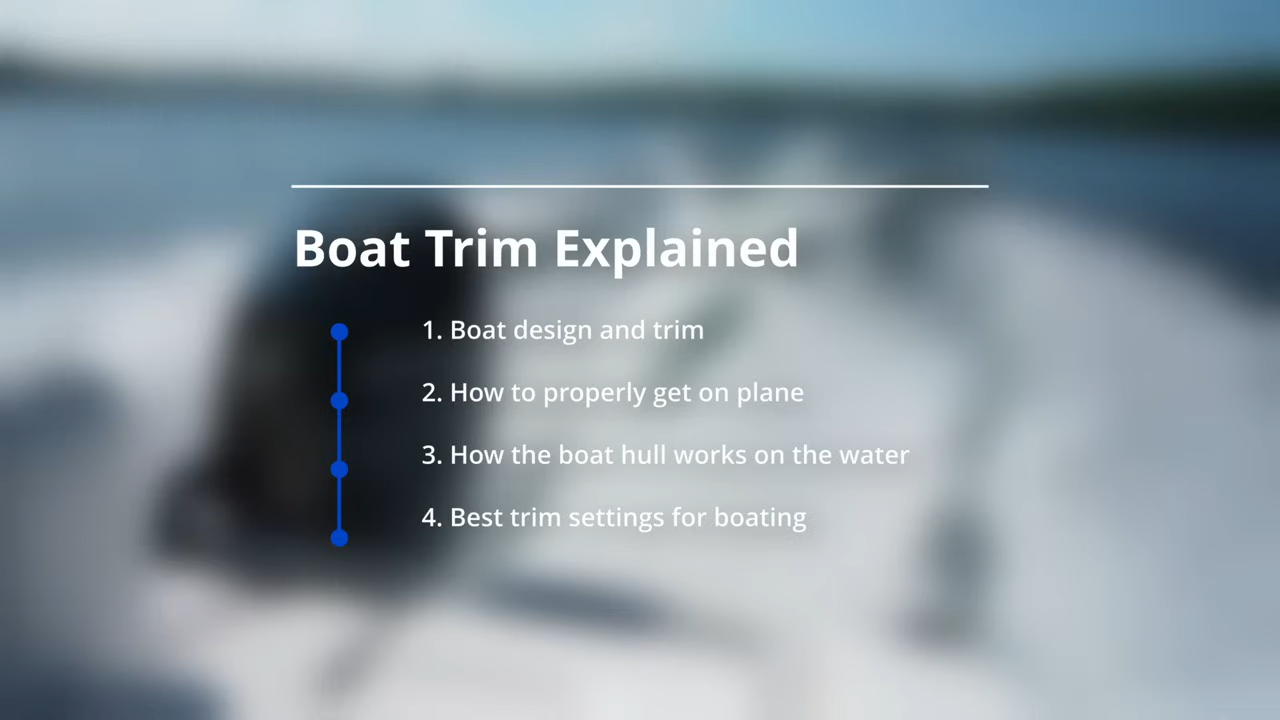 Boat Trim Explained
1. Boat design and trim
2. How to properly get on plane
3. How the boat hull works on the water
4. Best trim settings for boating